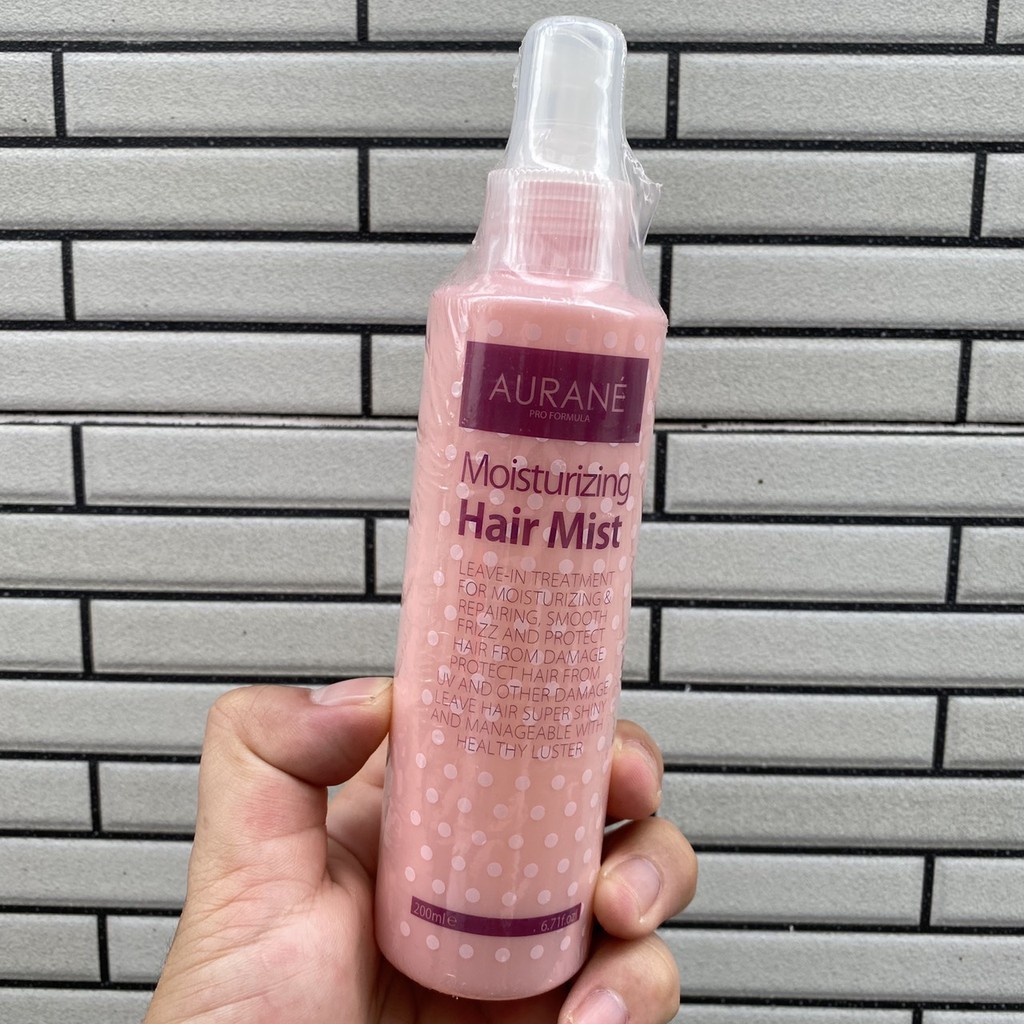 AURANÉ
PRO FORMULA
Moisturizing
Hair Mist
LEAVE-IN TREATMENT
FOR MOISTURIZING &
REPAIRING, SMOOTH
FRIZZ AND PROTECT
HAIR FROM DAMAGE
PROTECT HAIR FROM
UV AND OTHER DAMAGE
LEAVE HAIR SUPER SHINY
AND MANAGEABLE WITH
HEALTHY LUSTER
200ml ℮ 6.71fl.oz